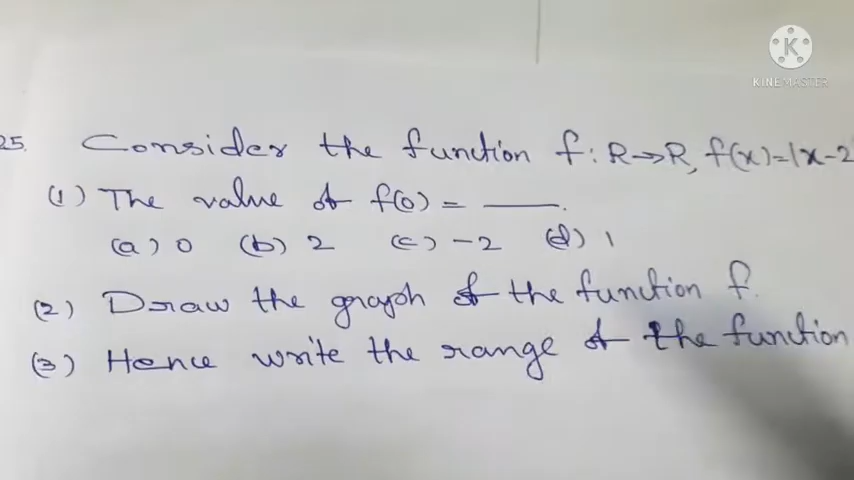 K
KINEMASTER
25. Consider the function f: R→R, f(x)=|x-2
(1) The value of f(0) = ____.
(a) 0 (b) 2 (c) -2 (d) 1
(2) Draw the graph of the function f.
(3) Hence write the range of the function